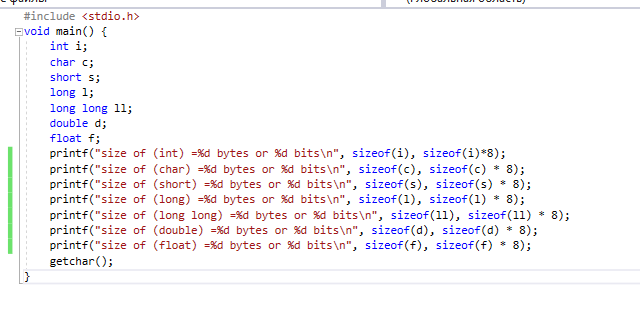 #include <stdio.h>
void main() {
int i;
char c;
short s;
long l;
long long ll;
double d;
float f;
printf("size of (int) =%d bytes or %d bits\n", sizeof(i), sizeof(i)*8);
printf("size of (char) =%d bytes or %d bits\n", sizeof(c), sizeof(c) * 8);
printf("size of (short) =%d bytes or %d bits\n", sizeof(s), sizeof(s) * 8);
printf("size of (long) =%d bytes or %d bits\n", sizeof(l), sizeof(l) * 8);
printf("size of (long long) =%d bytes or %d bits\n", sizeof(ll), sizeof(ll) * 8);
printf("size of (double) =%d bytes or %d bits\n", sizeof(d), sizeof(d) * 8);
printf("size of (float) =%d bytes or %d bits\n", sizeof(f), sizeof(f) * 8);
getchar();
}